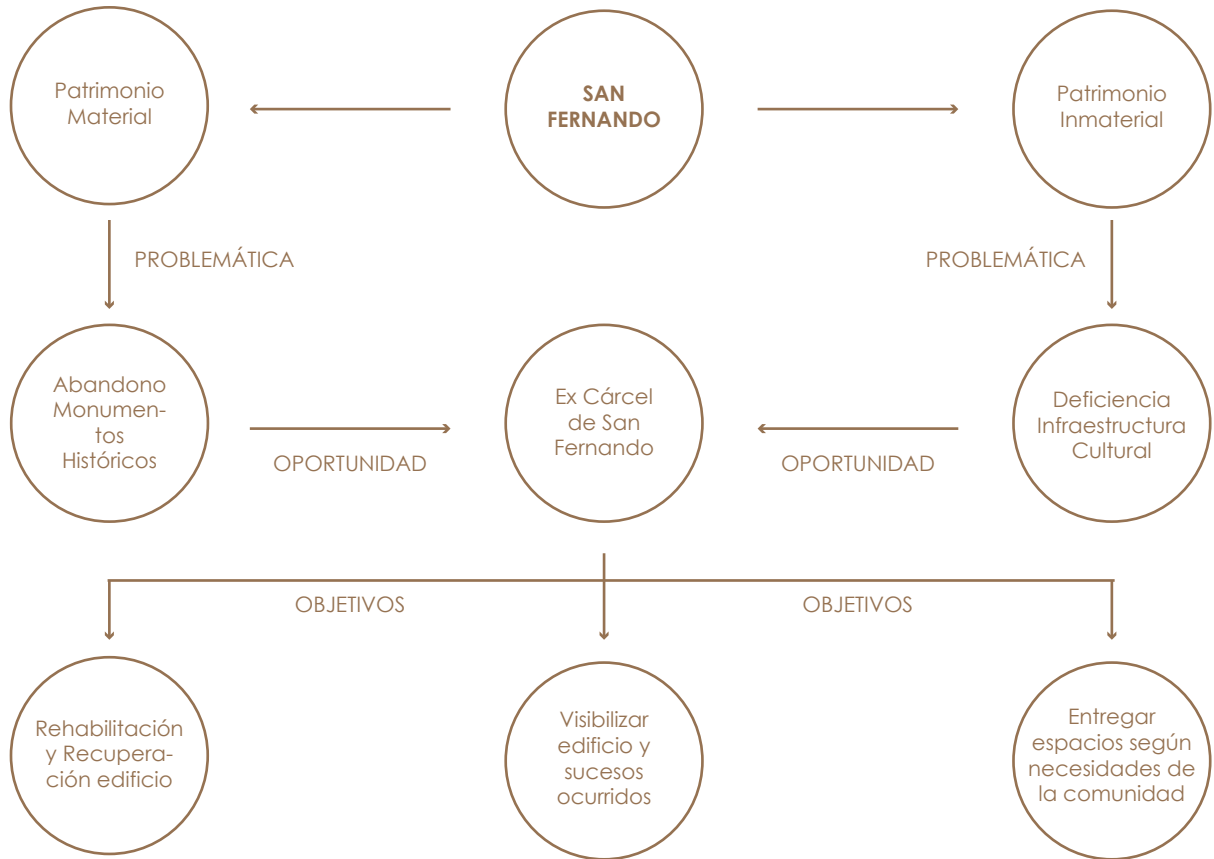 Patrimonio
Material
SAN
FERNANDO
Patrimonio
Inmaterial
PROBLEMÁTICA
PROBLEMÁTICA
Abandono
Monumen-
tos
Históricos
OPORTUNIDAD
Ex Cárcel
de San
Fernando
OPORTUNIDAD
Deficiencia
Infraestructura
Cultural
OBJETIVOS
OBJETIVOS
Rehabilitación
y Recupera-
ción edificio
Visibilizar
edificio y
sucesos
ocurridos
Entregar
espacios según
necesidades de
la comunidad